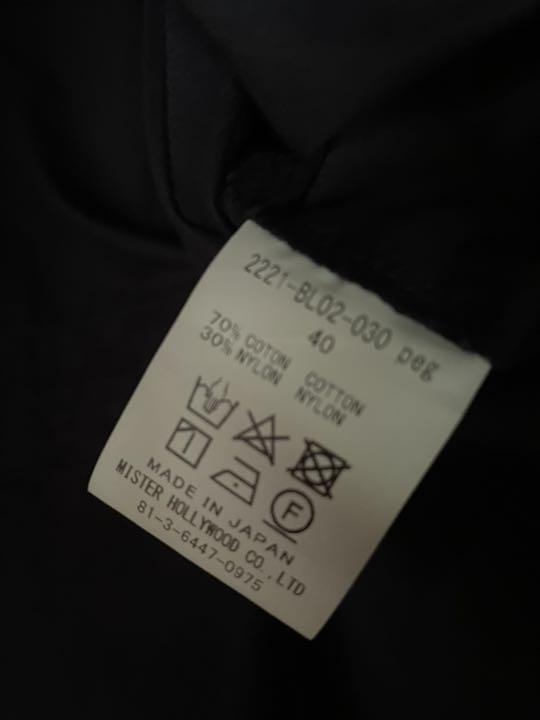 2221-BL02-030 peg
40
70% COTON COTTON
30% NYLON NYLON
F
MADE IN JAPAN
MISTER HOLLYWOOD CO.,LTD
81-3-6447-0975